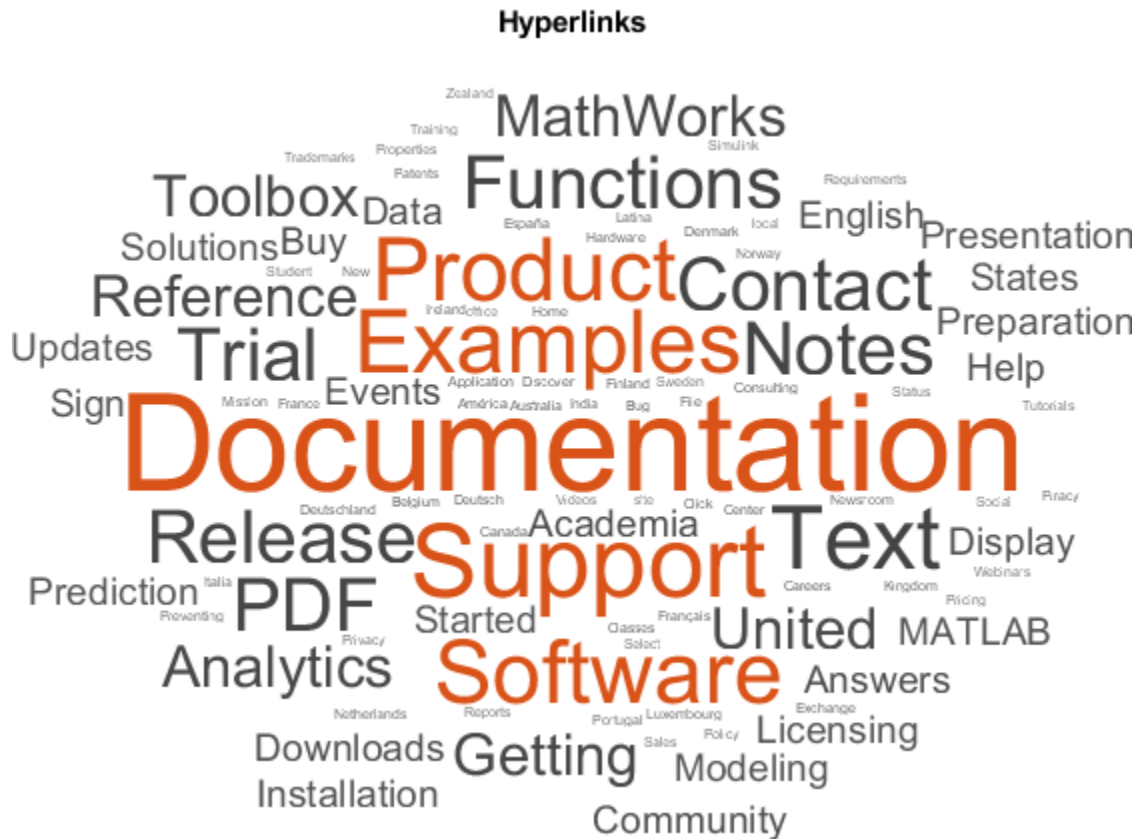 Hyperlinks
Zealand
MathWorks
Training
Simulink
Trademarks
Properties
Functions
Patents
Requirements
Toolbox
Data
España
Latina
local
English
Hardware
Denmark
Presentation
Solutions
Buy
Product
Norway
Contact
States
Student
New
Reference
Ireland
office
Home
Examples
Notes
Preparation
Updates
Trial
Help
Events
Application
Discover
Finland
Sweden
Consulting
Status
Sign
Mission
France
América
Australia
India
Bug
File
Tutorials
Documentation
Deutschland
Belgium
Deutsch
Videos
site
Click
Center
Newsroom
Social
Piracy
Release
Canada
Academia
Support
Text
Display
Webinars
Prediction
Italia
PDF
Careers
Kingdom
Pricing
Preventing
Started
Français
Classes
Select
United
MATLAB
Privacy
Analytics
Software
Answers
Netherlands
Reports
Portugal
Luxembourg
Exchange
Licensing
Downloads
Getting
Sales
Policy
Modeling
Installation
Community